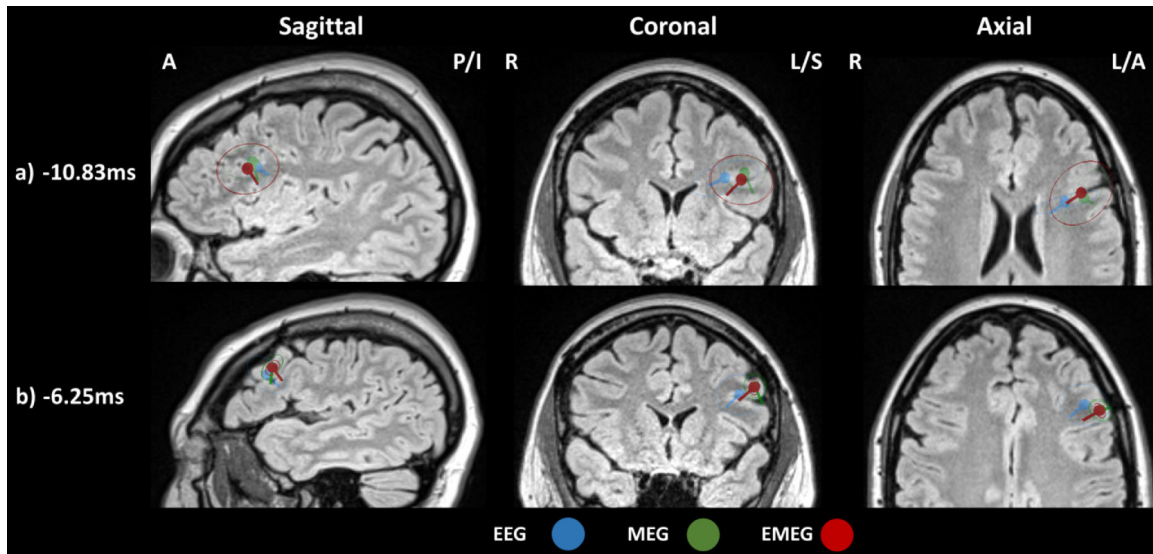 Sagittal Coronal Axial
A P/I R L/S R L/A
a) -10.83ms
b) -6.25ms
EEG MEG EMEG